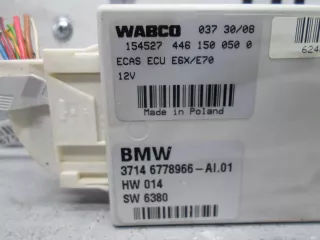 WABCO 037 30/08
154527 446 150 050 0
ECAS ECU E6X/E70
12V
Made in Poland
BMW
3714 6778966-AI.01
HW 014
SW 6380